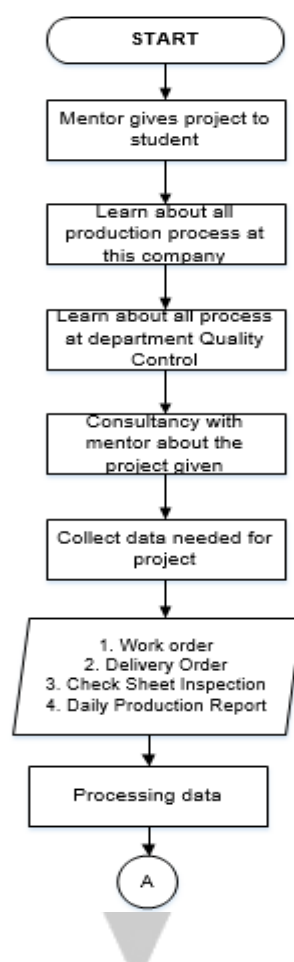 START
Mentor gives project to
student
Learn about all
production process at
this company
Learn about all process
at department Quality
Control
Consultancy with
mentor about the
project given
Collect data needed for
project
1. Work order
2. Delivery Order
3. Check Sheet Inspection
4. Daily Production Report
Processing data
A